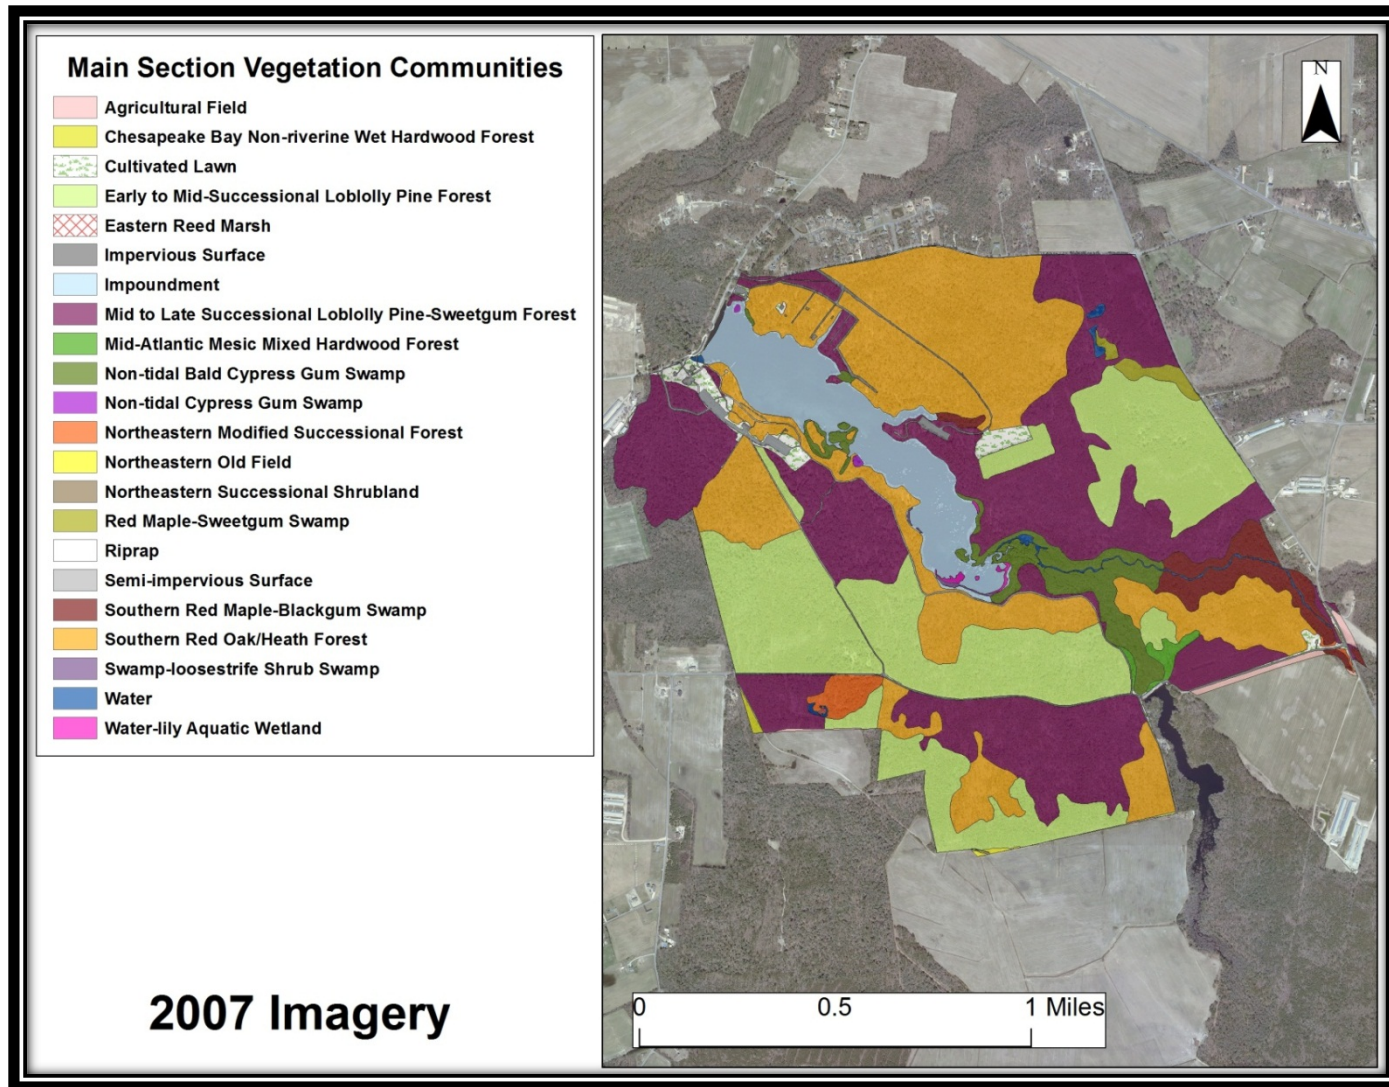 Main Section Vegetation Communities
Agricultural Field
Chesapeake Bay Non-riverine Wet Hardwood Forest
Cultivated Lawn
Early to Mid-Successional Loblolly Pine Forest
Eastern Reed Marsh
Impervious Surface
Impoundment
Mid to Late Successional Loblolly Pine-Sweetgum Forest
Mid-Atlantic Mesic Mixed Hardwood Forest
Non-tidal Bald Cypress Gum Swamp
Non-tidal Cypress Gum Swamp
Northeastern Modified Successional Forest
Northeastern Old Field
Northeastern Successional Shrubland
Red Maple-Sweetgum Swamp
Riprap
Semi-impervious Surface
Southern Red Maple-Blackgum Swamp
Southern Red Oak/Heath Forest
Swamp-loosestrife Shrub Swamp
Water
Water-lily Aquatic Wetland
2007 Imagery
N
0 0.5 1 Miles